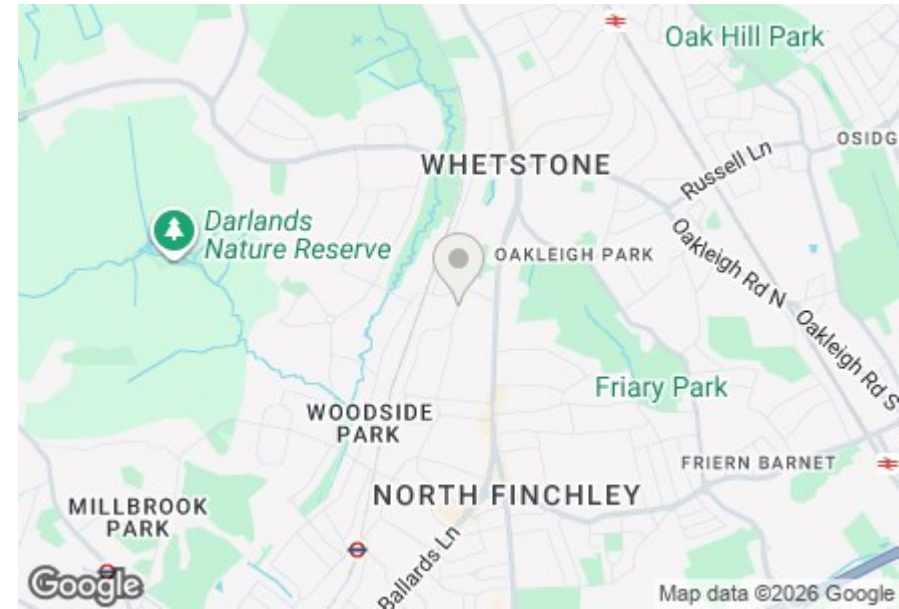 Oak Hill Park
OSIDG
WHETSTONE
Russell Ln
Darlands
Nature Reserve
OAKLEIGH PARK
Oakleigh Rd N
Oakleigh Rd S
Friary Park
WOODSIDE
PARK
FRIERN BARNET
MILLBROOK
PARK
NORTH FINCHLEY
Ballards Ln
Google
Map data ©2026 Google